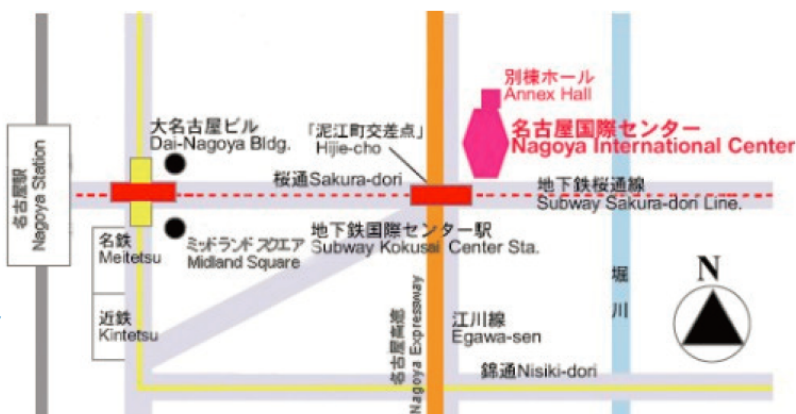 別棟ホール
Annex Hall
大名古屋ビル
Dai-Nagoya Bldg.
「泥江町交差点」
Hijie-cho
名古屋国際センター
Nagoya International Center
名古屋駅
Nagoya Station
桜通Sakura-dori
地下鉄桜通線
Subway Sakura-dori Line.
名鉄
Meitetsu
ミッドランド スクエア
Midland Square
地下鉄国際センター駅
Subway Kokusai Center Sta.
堀川
N
近鉄
Kintetsu
名古屋高速
Nagoya Expressway
江川線
Egawa-sen
錦通Nisiki-dori